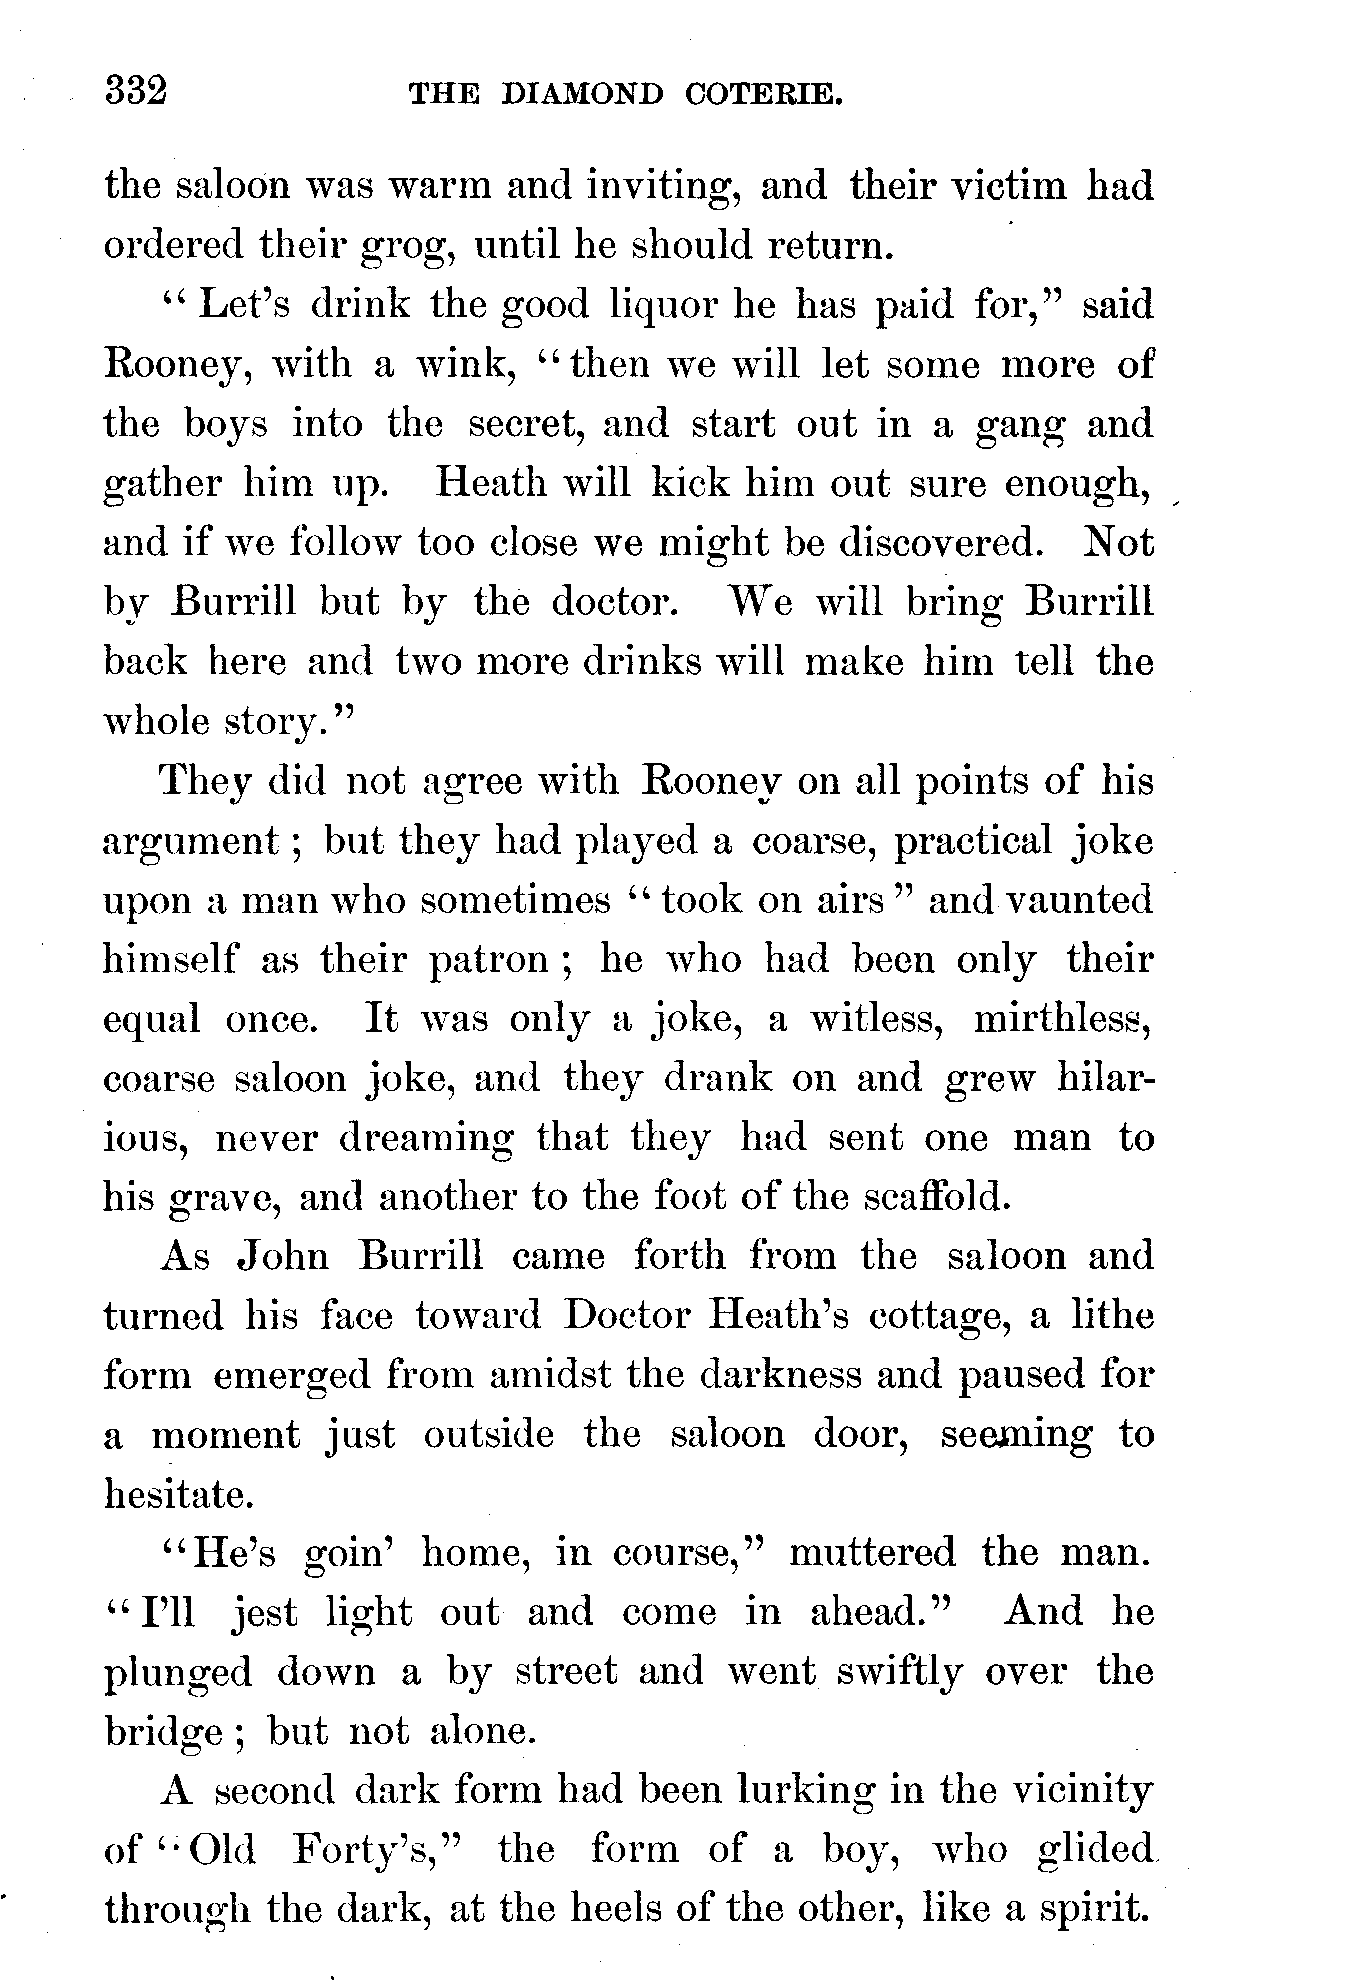 332 THE DIAMOND COTERIE.
the saloon was warm and inviting, and their victim had
ordered their grog, until he should return.
“ Let’s drink the good liquor he has paid for,” said
Rooney, with a wink, “ then we will let some more of
the boys into the secret, and start out in a gang and
gather him up. Heath will kick him out sure enough,
and if we follow too close we might be discovered. Not
by Burrill but by the doctor. We will bring Burrill
back here and two more drinks will make him tell the
whole story.”
They did not agree with Rooney on all points of his
argument ; but they had played a coarse, practical joke
upon a man who sometimes “ took on airs ” and vaunted
himself as their patron ; he who had been only their
equal once. It was only a joke, a witless, mirthless,
coarse saloon joke, and they drank on and grew hilar-
ious, never dreaming that they had sent one man to
his grave, and another to the foot of the scaffold.
As John Burrill came forth from the saloon and
turned his face toward Doctor Heath’s cottage, a lithe
form emerged from amidst the darkness and paused for
a moment just outside the saloon door, seeming to
hesitate.
“He’s goin’ home, in course,” muttered the man.
“ I’ll jest light out and come in ahead.” And he
plunged down a by street and went swiftly over the
bridge ; but not alone.
A second dark form had been lurking in the vicinity
of “Old Forty’s,” the form of a boy, who glided
through the dark, at the heels of the other, like a spirit.